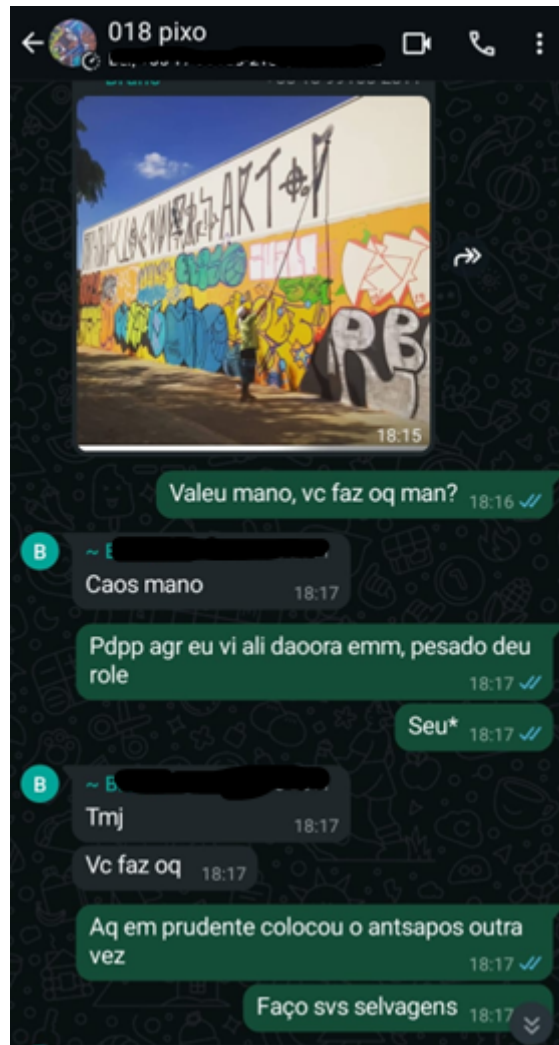 018 pixo
18:15
Valeu mano, vc faz oq man? 18:16
B
Caos mano 18:17
Pdpp agr eu vi ali daoora emm, pesado deu
role 18:17
Seu* 18:17
B
Tmj 18:17
Vc faz oq 18:17
Aq em prudente colocou o antsapos outra
vez 18:17
Faço svs selvagens 18:17